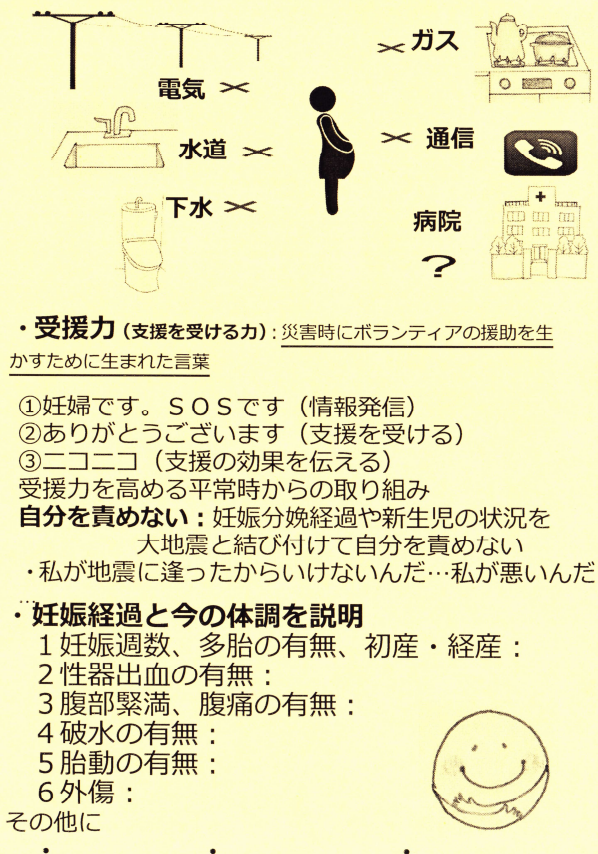 ガス
電気
水道
通信
下水
病院
?
・受援力(支援を受ける力):災害時にボランティアの援助を生
かすために生まれた言葉
①妊婦です。SOSです(情報発信)
②ありがとうございます(支援を受ける)
③ニコニコ(支援の効果を伝える)
受援力を高める平常時からの取り組み
自分を責めない:妊娠分娩経過や新生児の状況を
大地震と結び付けて自分を責めない
・私が地震に逢ったからいけないんだ…私が悪いんだ
…
・妊娠経過と今の体調を説明
1妊娠週数、多胎の有無、初産・経産:
2性器出血の有無:
3腹部緊満、腹痛の有無:
4破水の有無:
5胎動の有無:
6外傷:
その他に